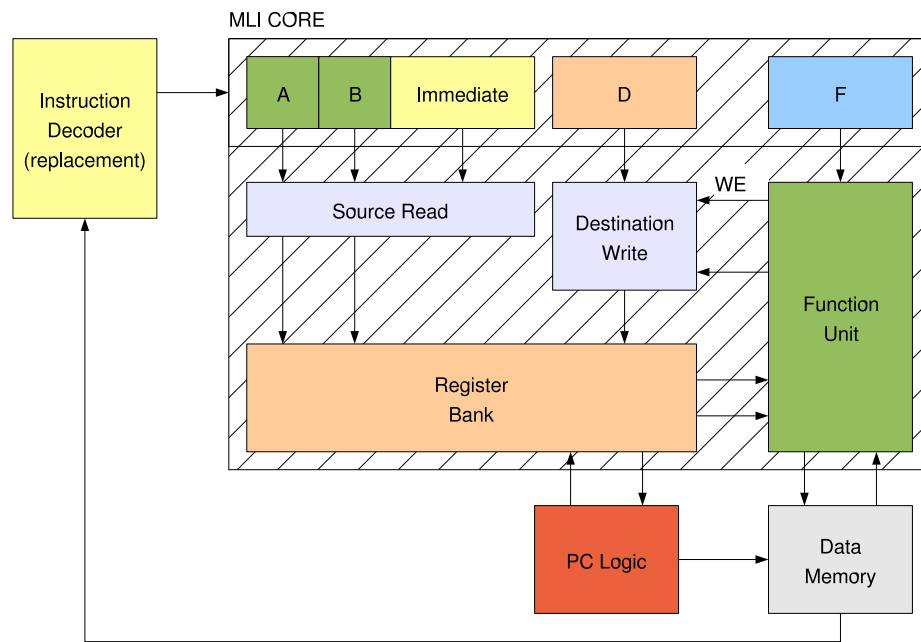 MLI CORE
Instruction
Decoder
(replacement)
A
B
Immediate
D
F
Source Read
Destination
Write
WE
Function
Unit
Register
Bank
PC Logic
Data
Memory